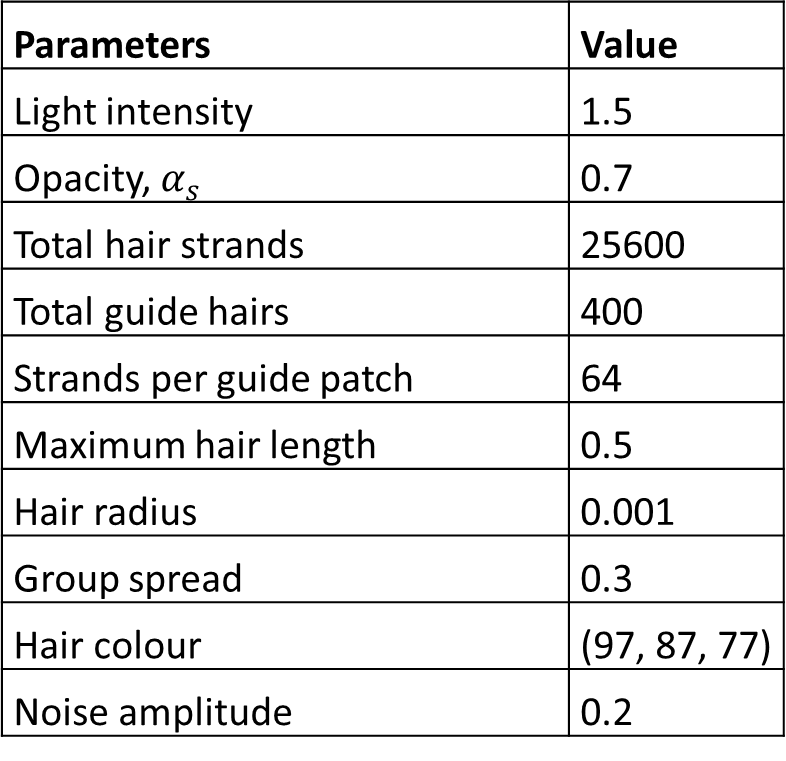 Parameters Value
Light intensity 1.5
Opacity, αₛ 0.7
Total hair strands 25600
Total guide hairs 400
Strands per guide patch 64
Maximum hair length 0.5
Hair radius 0.001
Group spread 0.3
Hair colour (97, 87, 77)
Noise amplitude 0.2